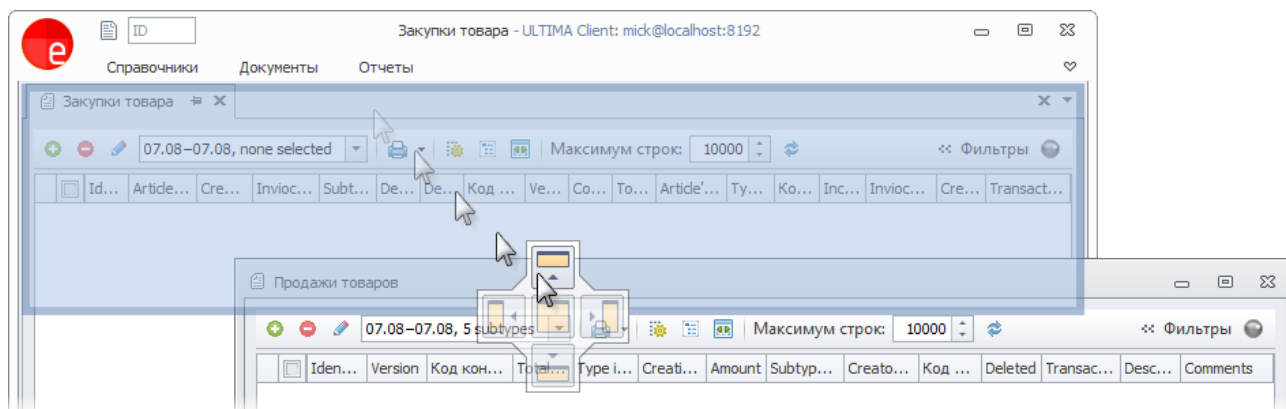 e ID Закупки товара - ULTIMA Client: mick@localhost:8192
Справочники Документы Отчеты
Закупки товара
07.08–07.08, none selected Максимум строк: 10000 << Фильтры
Id... Article... Cre... Invioc... Subt... De... De... Код ... Ve... Co... To... Article'... Ty... Ko... Inc... Invioc... Cre... Transact...
Продажи товаров
07.08–07.08, 5 subtypes Максимум строк: 10000 << Фильтры
Iden... Version Код кон... Total... Type i... Creati... Amount Subtyp... Creato... Код ... Deleted Transac... Desc... Comments